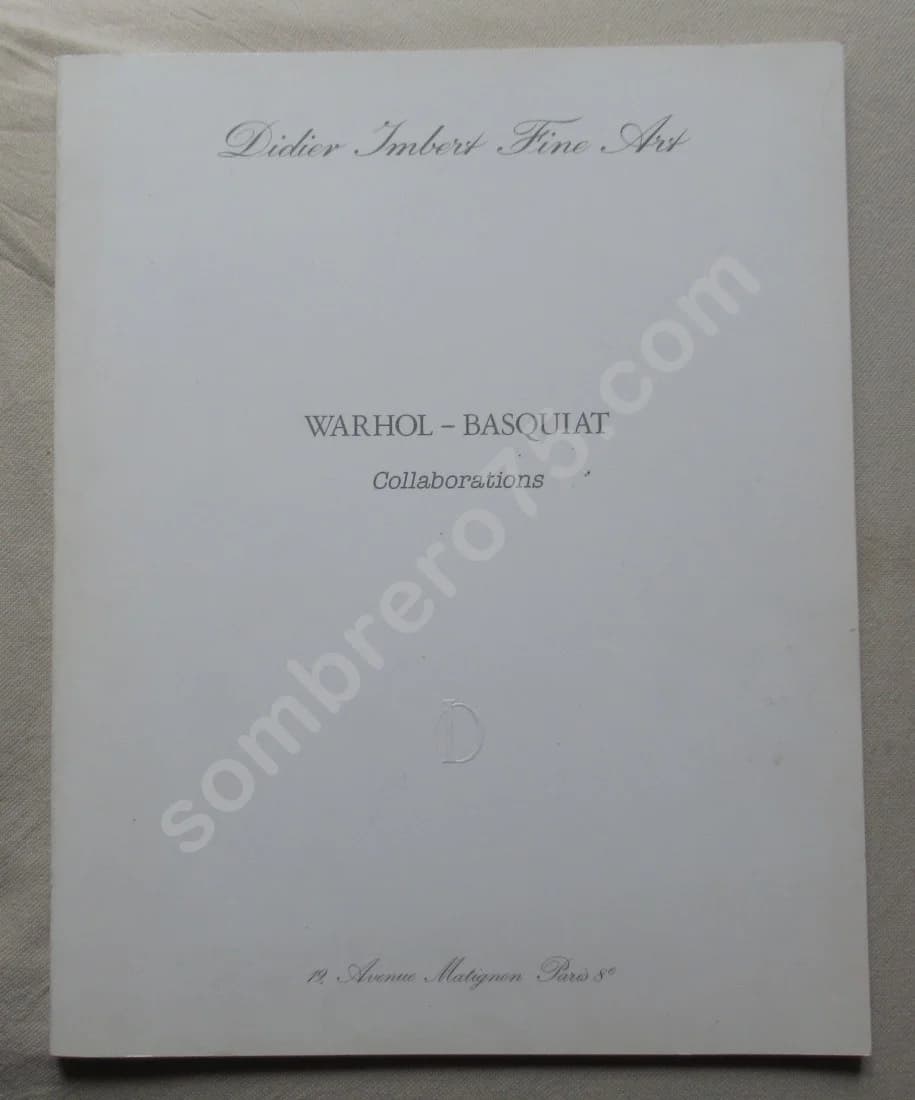 Didier Imbert Fine Art
WARHOL – BASQUIAT
Collaborations
D
19, Avenue Matignon Paris 8e
sombrero75.com